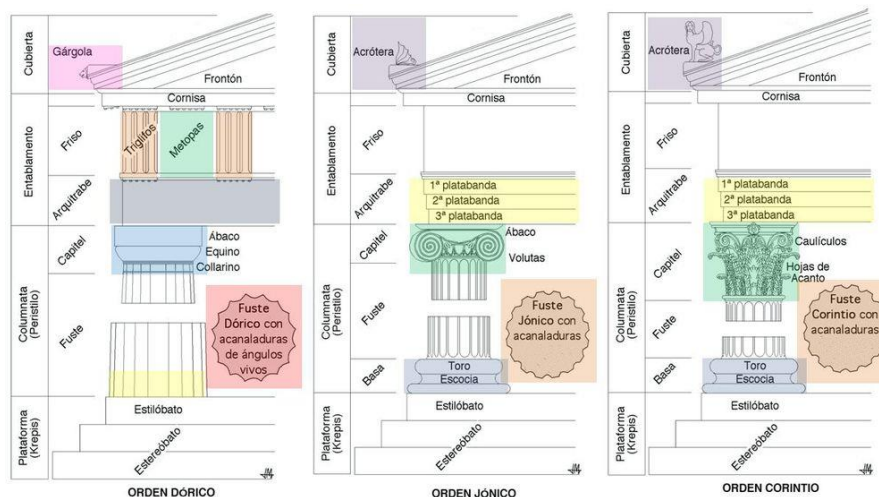 Cubierta
Gárgola
Frontón
Cornisa
Entablamento
Friso
Triglifos
Metopas
Arquitrabe
Columnata
(Peristilo)
Capitel
Ábaco
Equino
Collarino
Fuste
Fuste
Dórico con
acanaladuras
de ángulos
vivos
Plataforma
(Krepis)
Estilóbato
Estereóbato
ORDEN DÓRICO
Cubierta
Acrótera
Frontón
Cornisa
Entablamento
Friso
Arquitrabe
1ª platabanda
2ª platabanda
3ª platabanda
Columnata
(Peristilo)
Capitel
Ábaco
Volutas
Fuste
Fuste
Jónico con
acanaladuras
Basa
Toro
Escocia
Plataforma
(Krepis)
Estilóbato
Estereóbato
ORDEN JÓNICO
Cubierta
Acrótera
Frontón
Cornisa
Entablamento
Friso
Arquitrabe
1ª platabanda
2ª platabanda
3ª platabanda
Columnata
(Peristilo)
Capitel
Caulículos
Hojas de
Acanto
Fuste
Fuste
Corintio con
acanaladuras
Basa
Toro
Escocia
Plataforma
(Krepis)
Estilóbato
Estereóbato
ORDEN CORINTIO